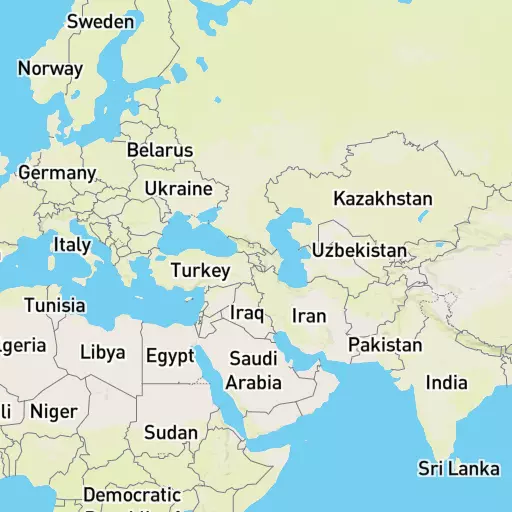 Sweden
Norway
Belarus
Germany
Ukraine
Kazakhstan
Italy
Uzbekistan
Turkey
Tunisia
Iraq
Iran
lgeria
Libya
Egypt
Saudi
Arabia
Pakistan
India
li
Niger
Sudan
Sri Lanka
Democratic